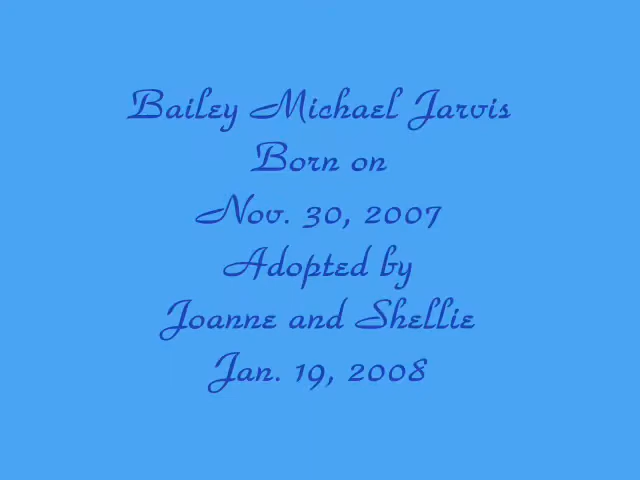 Bailey Michael Jarvis
Born on
Nov. 30, 2007
Adopted by
Joanne and Shellie
Jan. 19, 2008